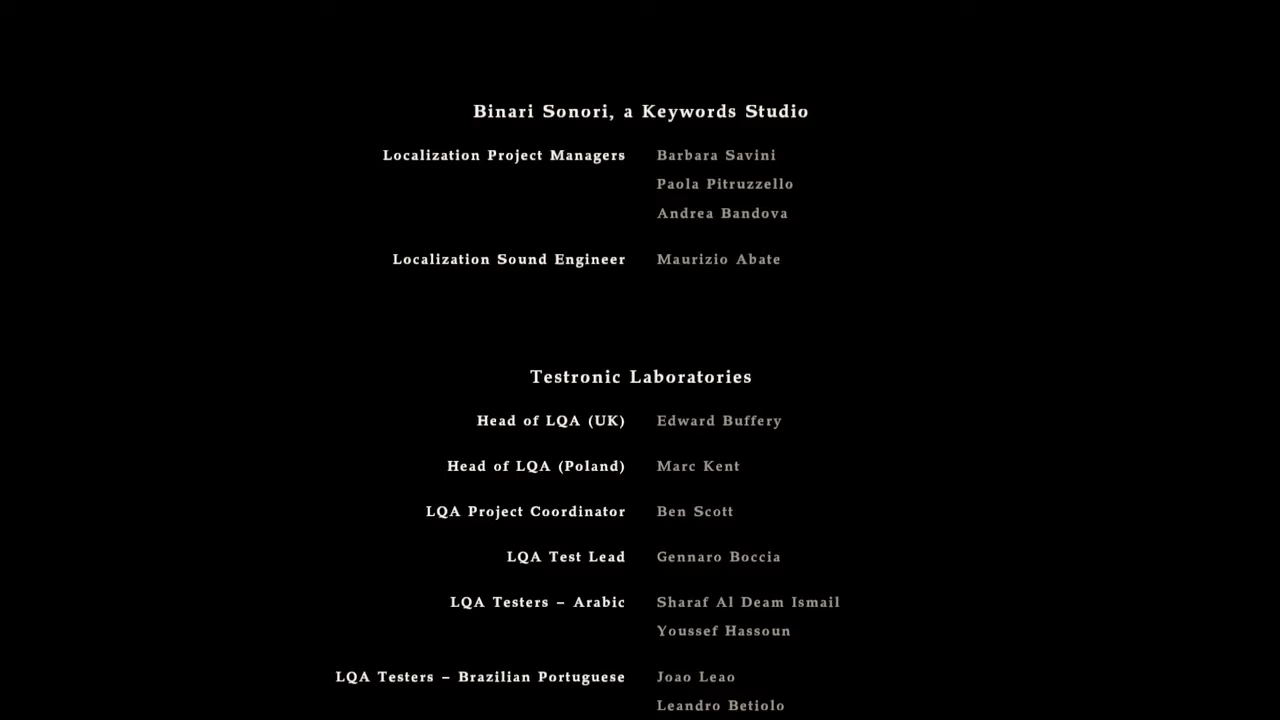 Binari Sonori, a Keywords Studio
Localization Project Managers Barbara Savini
Paola Pitruzzello
Andrea Bandova
Localization Sound Engineer Maurizio Abate
Testronic Laboratories
Head of LQA (UK) Edward Buffery
Head of LQA (Poland) Marc Kent
LQA Project Coordinator Ben Scott
LQA Test Lead Gennaro Boccia
LQA Testers – Arabic Sharaf Al Deam Ismail
Youssef Hassoun
LQA Testers – Brazilian Portuguese Joao Leao
Leandro Betiolo